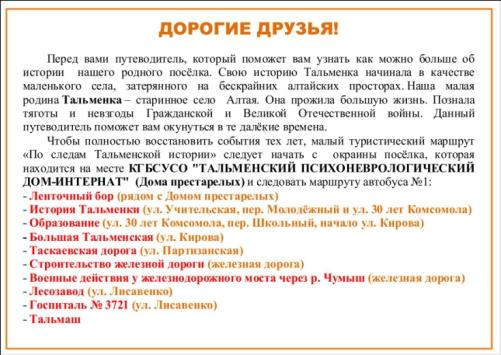 ДОРОГИЕ ДРУЗЬЯ!
Перед вами путеводитель, который поможет вам узнать как можно больше об
истории нашего родного посёлка. Свою историю Тальменка начинала в качестве
маленького села, затерянного на бескрайних алтайских просторах. Наша малая
родина Тальменка – старинное село Алтая. Она прожила большую жизнь. Познала
тяготы и невзгоды Гражданской и Великой Отечественной войны. Данный
путеводитель поможет вам окунуться в те далёкие времена.
Чтобы полностью восстановить события тех лет, малый туристический маршрут
«По следам Тальменской истории» следует начать с окраины посёлка, которая
находится на месте КГБСУСО "ТАЛЬМЕНСКИЙ ПСИХОНЕВРОЛОГИЧЕСКИЙ
ДОМ-ИНТЕРНАТ" (Дома престарелых) и следовать маршруту автобуса №1:
- Ленточный бор (рядом с Домом престарелых)
- История Тальменки (ул. Учительская, пер. Молодёжный и ул. 30 лет Комсомола)
- Образование (ул. 30 лет Комсомола, пер. Школьный, начало ул. Кирова)
- Большая Тальменская (ул. Кирова)
- Таскаевская дорога (ул. Партизанская)
- Строительство железной дороги (железная дорога)
- Военные действия у железнодорожного моста через р. Чумыш (железная дорога)
- Лесозавод (ул. Лисавенко)
- Госпиталь № 3721 (ул. Лисавенко)
- Тальмаш